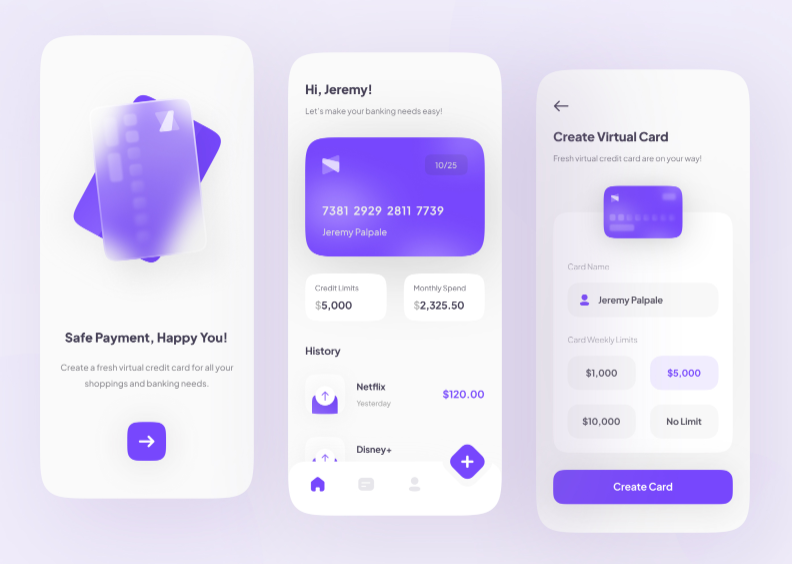 Safe Payment, Happy You!
Create a fresh virtual credit card for all your
shoppings and banking needs.
Hi, Jeremy!
Let's make your banking needs easy!
10/25
7381 2929 2811 7739
Jeremy Palpale
Credit Limits
$5,000
Monthly Spend
$2,325.50
History
Netflix
Yesterday
$120.00
Disney+
Create Virtual Card
Fresh virtual credit card are on your way!
Card Name
Jeremy Palpale
Card Weekly Limits
$1,000
$5,000
$10,000
No Limit
Create Card